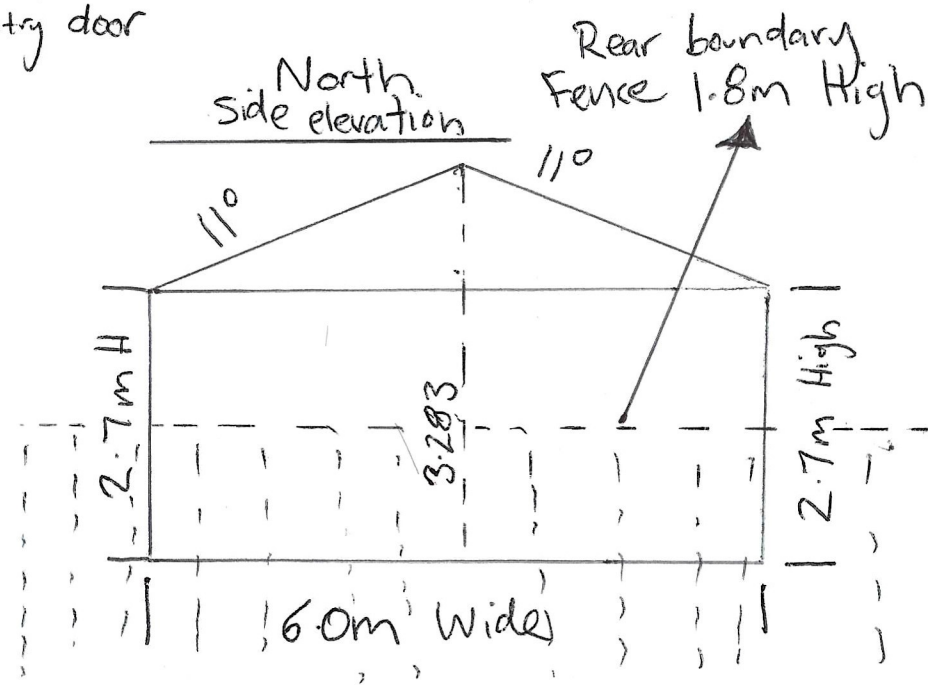 try door
North
Side elevation
Rear boundary
Fence 1.8m High
11°
11°
2.7m H
3.283
2.7m High
6.0m Wide